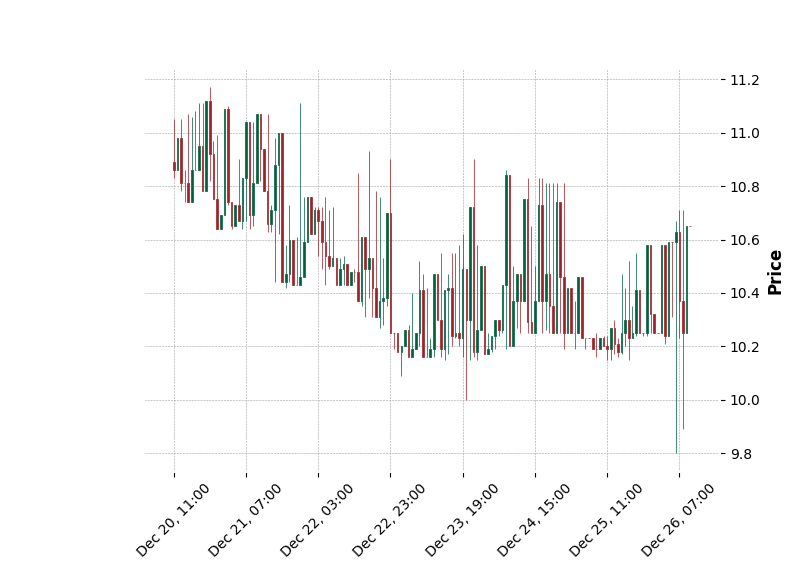 11.2
11.0
10.8
10.6
10.4
10.2
10.0
9.8
Price
Dec 20, 11:00
Dec 21, 07:00
Dec 22, 03:00
Dec 22, 23:00
Dec 23, 19:00
Dec 24, 15:00
Dec 25, 11:00
Dec 26, 07:00